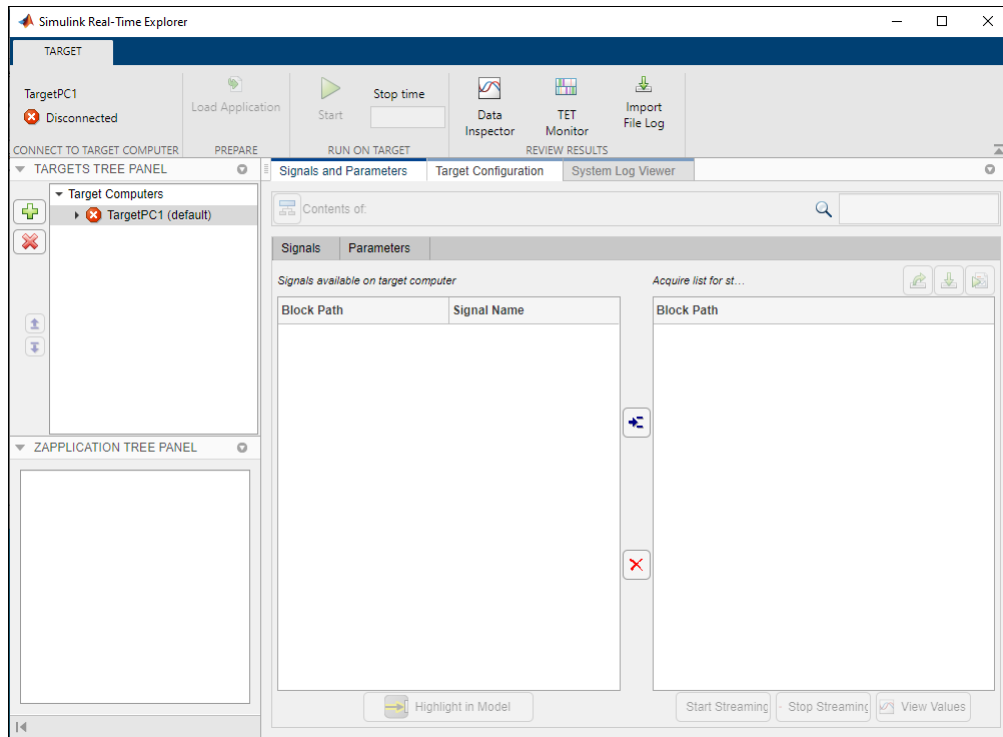 Simulink Real-Time Explorer
TARGET
TargetPC1
Disconnected
CONNECT TO TARGET COMPUTER
Load Application
PREPARE
Start
Stop time
RUN ON TARGET
Data
Inspector
TET
Monitor
Import
File Log
REVIEW RESULTS
TARGETS TREE PANEL
Target Computers
TargetPC1 (default)
ZAPPLICATION TREE PANEL
Signals and Parameters
Target Configuration
System Log Viewer
Contents of:
Signals
Parameters
Signals available on target computer
Block Path
Signal Name
Highlight in Model
Acquire list for st...
Block Path
Start Streaming
Stop Streaming
View Values